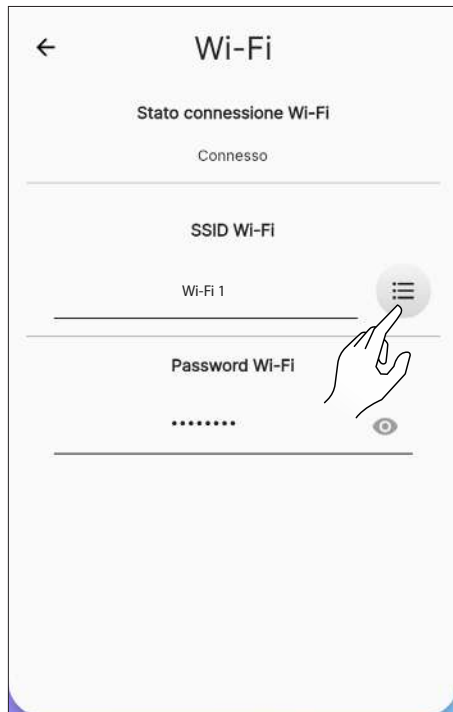 Wi-Fi
Stato connessione Wi-Fi
Connesso
SSID Wi-Fi
Wi-Fi 1
Password Wi-Fi
••••••••